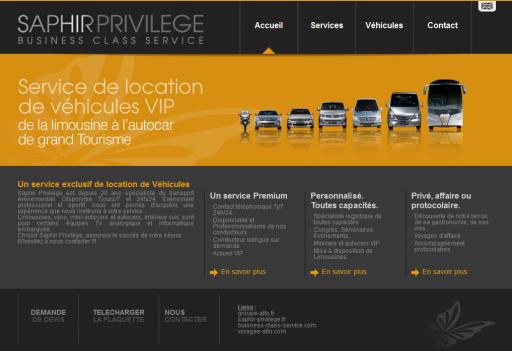 SAPHIR PRIVILEGE
BUSINESS CLASS SERVICE
Accueil
Services
Véhicules
Contact
Service de location
de véhicules VIP
de la limousine à l'autocar
de grand Tourisme
Un service exclusif de location de Véhicules
Saphir Privilège est depuis 20 ans spécialiste du transport
évènementiel. Disponible 7jours/7 et 24h/24. Evénement
professionel et sportif, nous ont permis d'acquérir une
expérience que nous mettrons à votre service.
Limousines, vans, mini-autocars et autocars, intérieur cuir, sont
pour certains équipés TV analogique et informatique
embarquée.
Choisir Saphir Privilège, assurera le succès de votre séjour.
N'hésitez à nous contacter !!!
Un service Premium
· Contact téléphonique 7j/7
24h/24
· Disponibilité et
Professionnalisme de nos
conducteurs
· Conducteur bilingue sur
demande
· Accueil VIP
En savoir plus
Personnalisé.
Toutes capacités.
· Spécialiste logistique de
toutes capacités
· Congrès, Séminaires,
Evènements..
· Minicars et autocars VIP
· Mise à disposition de
Limousines
En savoir plus
Privé, affaire ou
protocolaire.
· Découverte de notre terroir,
de sa gastronomie, de ses
vins...
· Voyages d'affaire
· Accompagnement
protocolaires
En savoir plus
DEMANDE
DE DEVIS
TELECHARGER
LA PLAQUETTE
NOUS
CONTACTER
Liens :
groupe-alto.fr
saphir-privilege.fr
buisness-class-service.com
voyages-alto.com